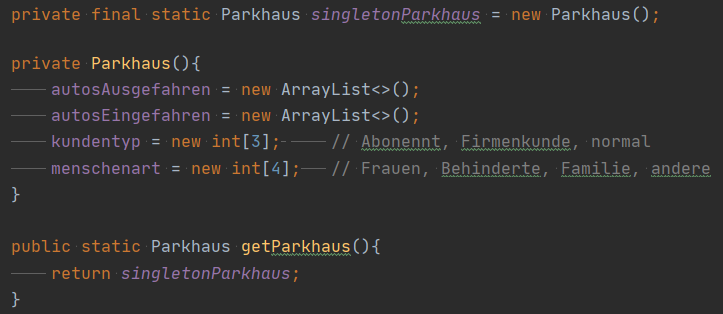 private final static Parkhaus singletonParkhaus = new Parkhaus();
private Parkhaus(){
autosAusgefahren = new ArrayList<>();
autosEingefahren = new ArrayList<>();
kundentyp = new int[3]; // Abonennt, Firmenkunde, normal
menschenart = new int[4]; // Frauen, Behinderte, Familie, andere
}
public static Parkhaus getParkhaus(){
return singletonParkhaus;
}